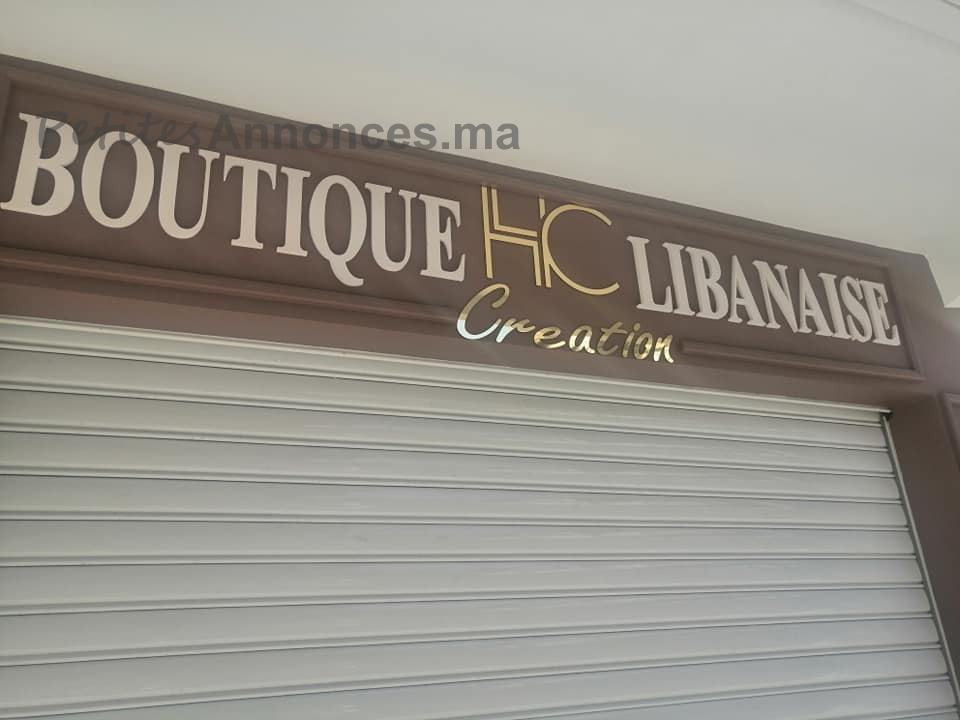 PetitesAnnonces.ma
BOUTIQUE HC LIBANAISE
Creation